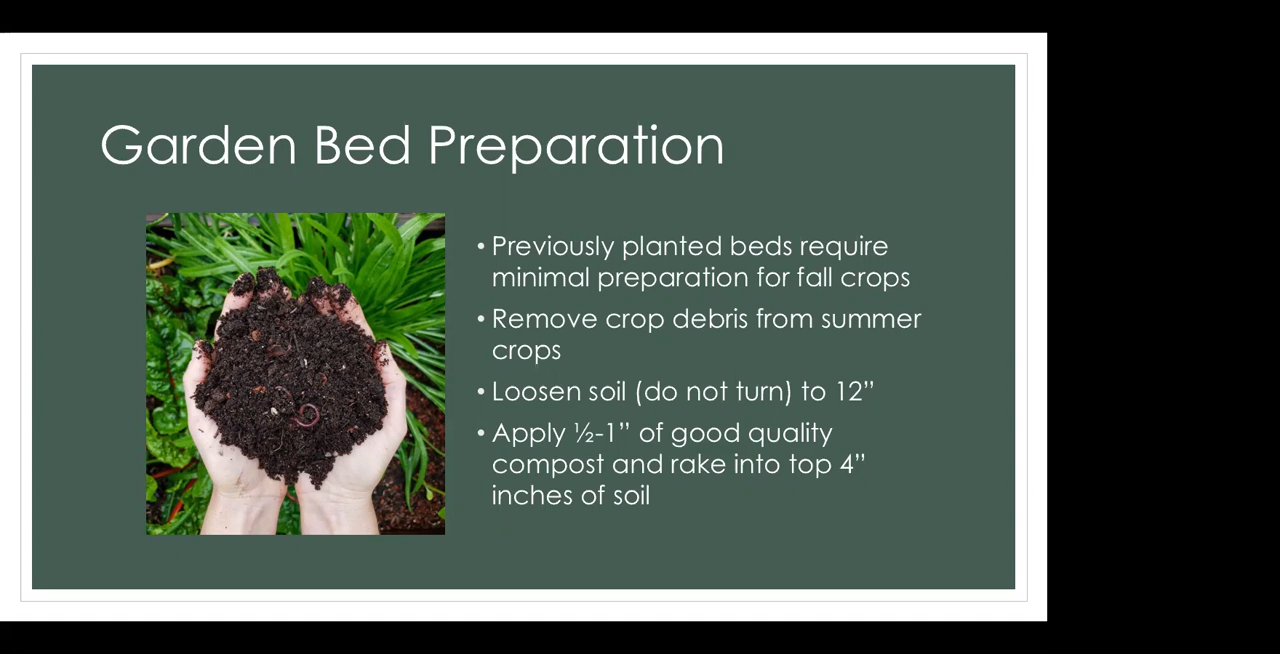 Garden Bed Preparation
• Previously planted beds require
minimal preparation for fall crops
• Remove crop debris from summer
crops
• Loosen soil (do not turn) to 12”
• Apply ½-1” of good quality
compost and rake into top 4”
inches of soil